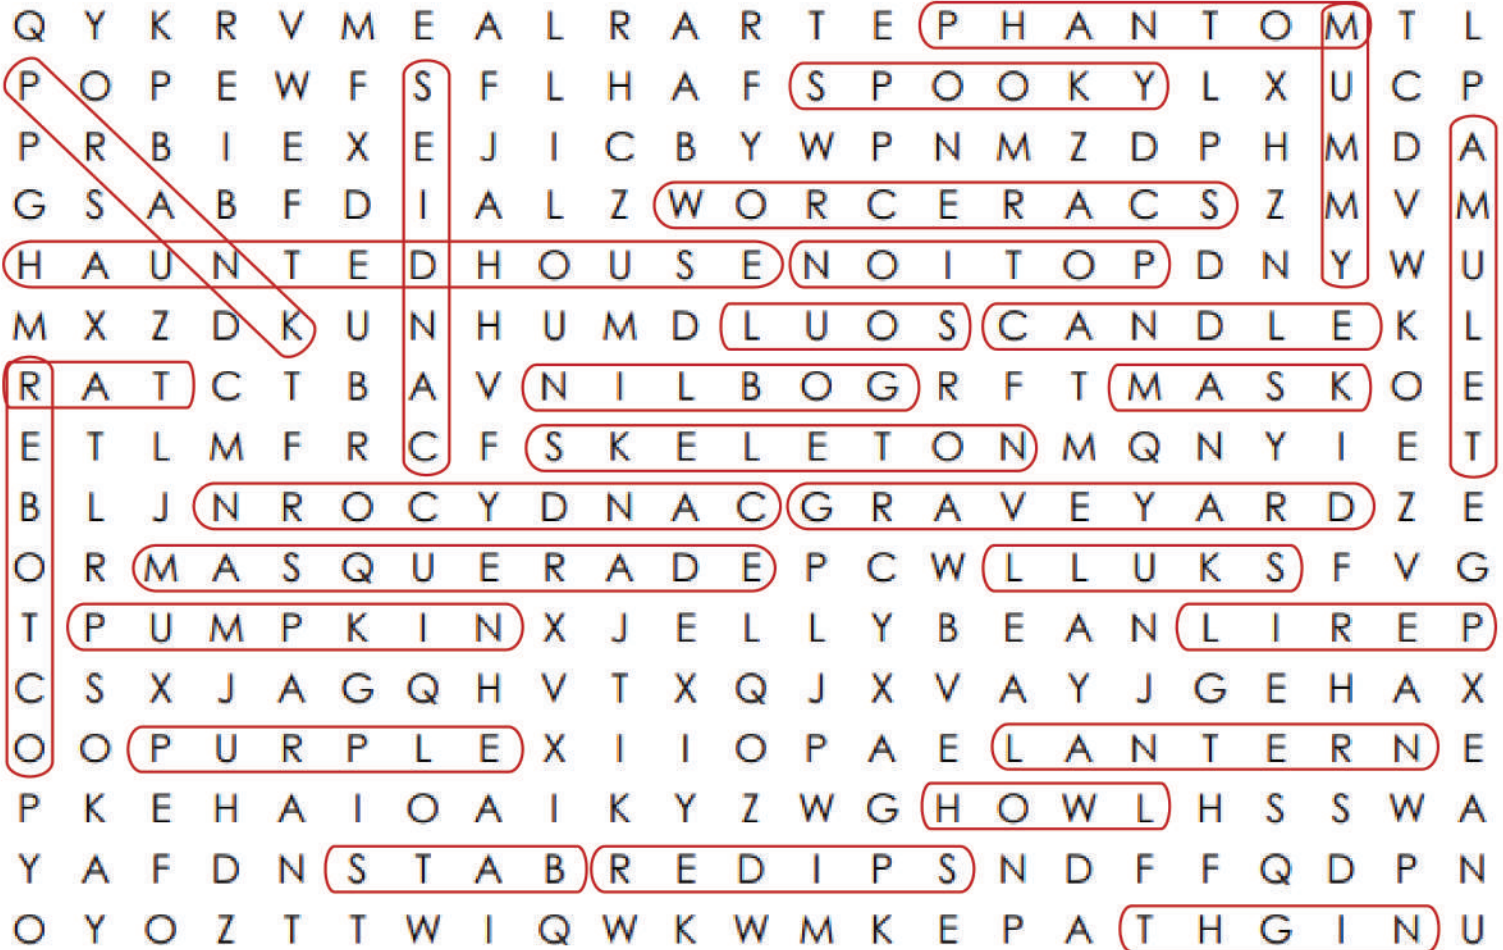 Q Y K R V M E A L R A R T E P H A N T O M T L
P O P E W F S F L H A F S P O O K Y L X U C P
P R B I E X E J I C B Y W P N M Z D P H M D A
G S A B F D I A L Z W O R C E R A C S Z M V M
H A U N T E D H O U S E N O I T O P D N Y W U
M X Z D K U N H U M D L U O S C A N D L E K L
R A T C T B A V N I L B O G R F T M A S K O E
E T L M F R C F S K E L E T O N M Q N Y I E T
B L J N R O C Y D N A C G R A V E Y A R D Z E
O R M A S Q U E R A D E P C W L L U K S F V G
T P U M P K I N X J E L L Y B E A N L I R E P
C S X J A G Q H V T X Q J X V A Y J G E H A X
O O P U R P L E X I I O P A E L A N T E R N E
P K E H A I O A I K Y Z W G H O W L H S S W A
Y A F D N S T A B R E D I P S N D F F Q D P N
O Y O Z T T W I Q W K W M K E P A T H G I N U